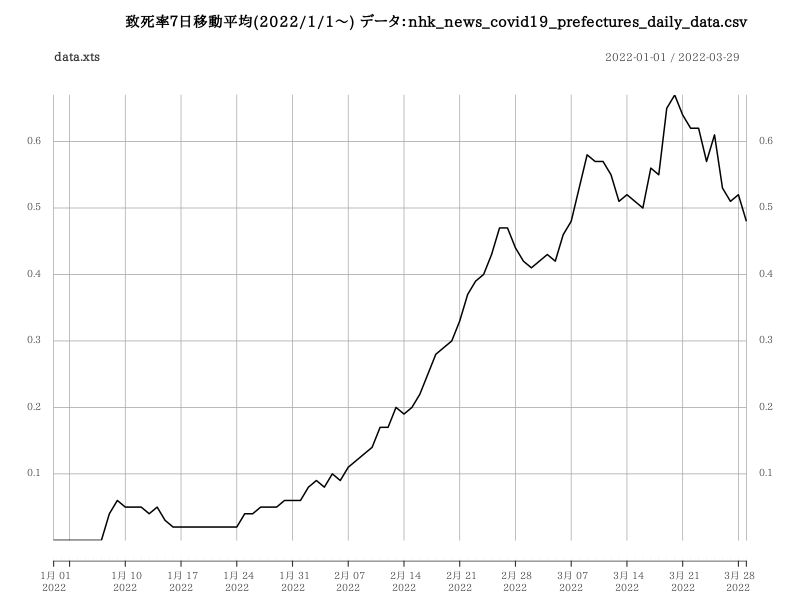 致死率7日移動平均(2022/1/1～) データ:nhk_news_covid19_prefectures_daily_data.csv
data.xts 2022-01-01 / 2022-03-29
0.6 0.6
0.5 0.5
0.4 0.4
0.3 0.3
0.2 0.2
0.1 0.1
1月 01 1月 10 1月 17 1月 24 1月 31 2月 07 2月 14 2月 21 2月 28 3月 07 3月 14 3月 21 3月 28
2022 2022 2022 2022 2022 2022 2022 2022 2022 2022 2022 2022 2022